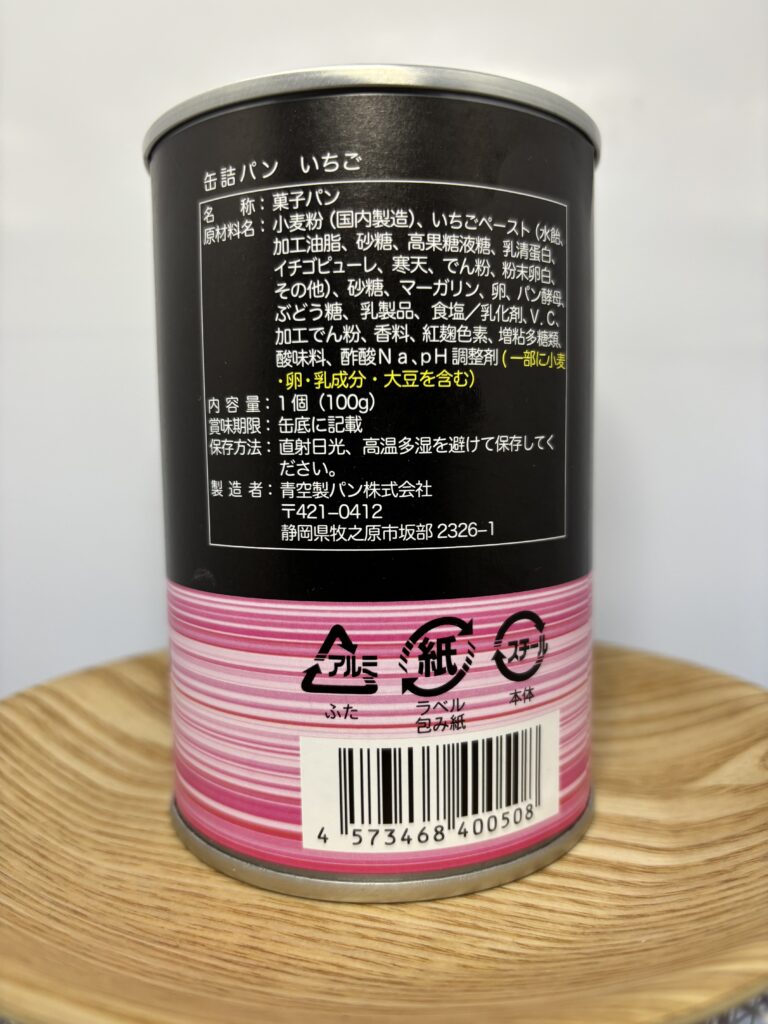 缶詰パン いちご
名 称：菓子パン
原材料名：小麦粉（国内製造）、いちごペースト（水飴、
加工油脂、砂糖、高果糖液糖、乳清蛋白、
イチゴピューレ、寒天、でん粉、粉末卵白、
その他）、砂糖、マーガリン、卵、パン酵母、
ぶどう糖、乳製品、食塩／乳化剤、V.C、
加工でん粉、香料、紅麹色素、増粘多糖類、
酸味料、酢酸Na、pH調整剤（一部に小麦
・卵・乳成分・大豆を含む）
内容量：1個（100g）
賞味期限：缶底に記載
保存方法：直射日光、高温多湿を避けて保存してく
ださい。
製造者：青空製パン株式会社
〒421-0412
静岡県牧之原市坂部 2326-1
アルミ 紙 スチール
ふた ラベル 本体
包み紙
4 573468 400508